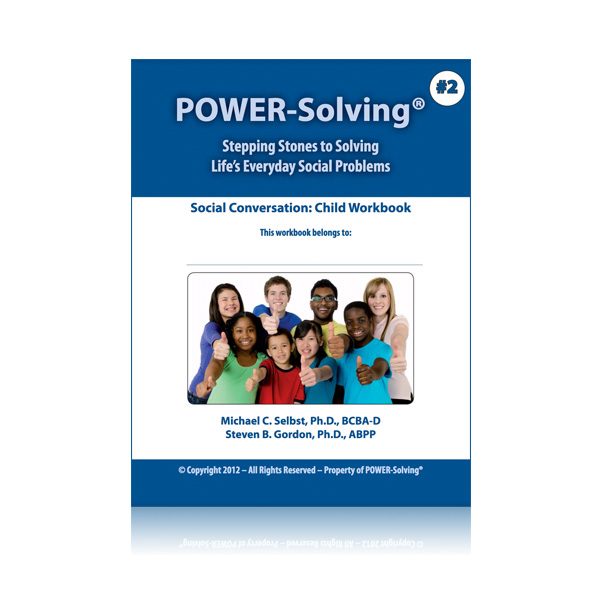 #2
POWER-Solving®
Stepping Stones to Solving
Life's Everyday Social Problems
Social Conversation: Child Workbook
This workbook belongs to:
Michael C. Selbst, Ph.D., BCBA-D
Steven B. Gordon, Ph.D., ABPP
© Copyright 2012 – All Rights Reserved – Property of POWER-Solving®